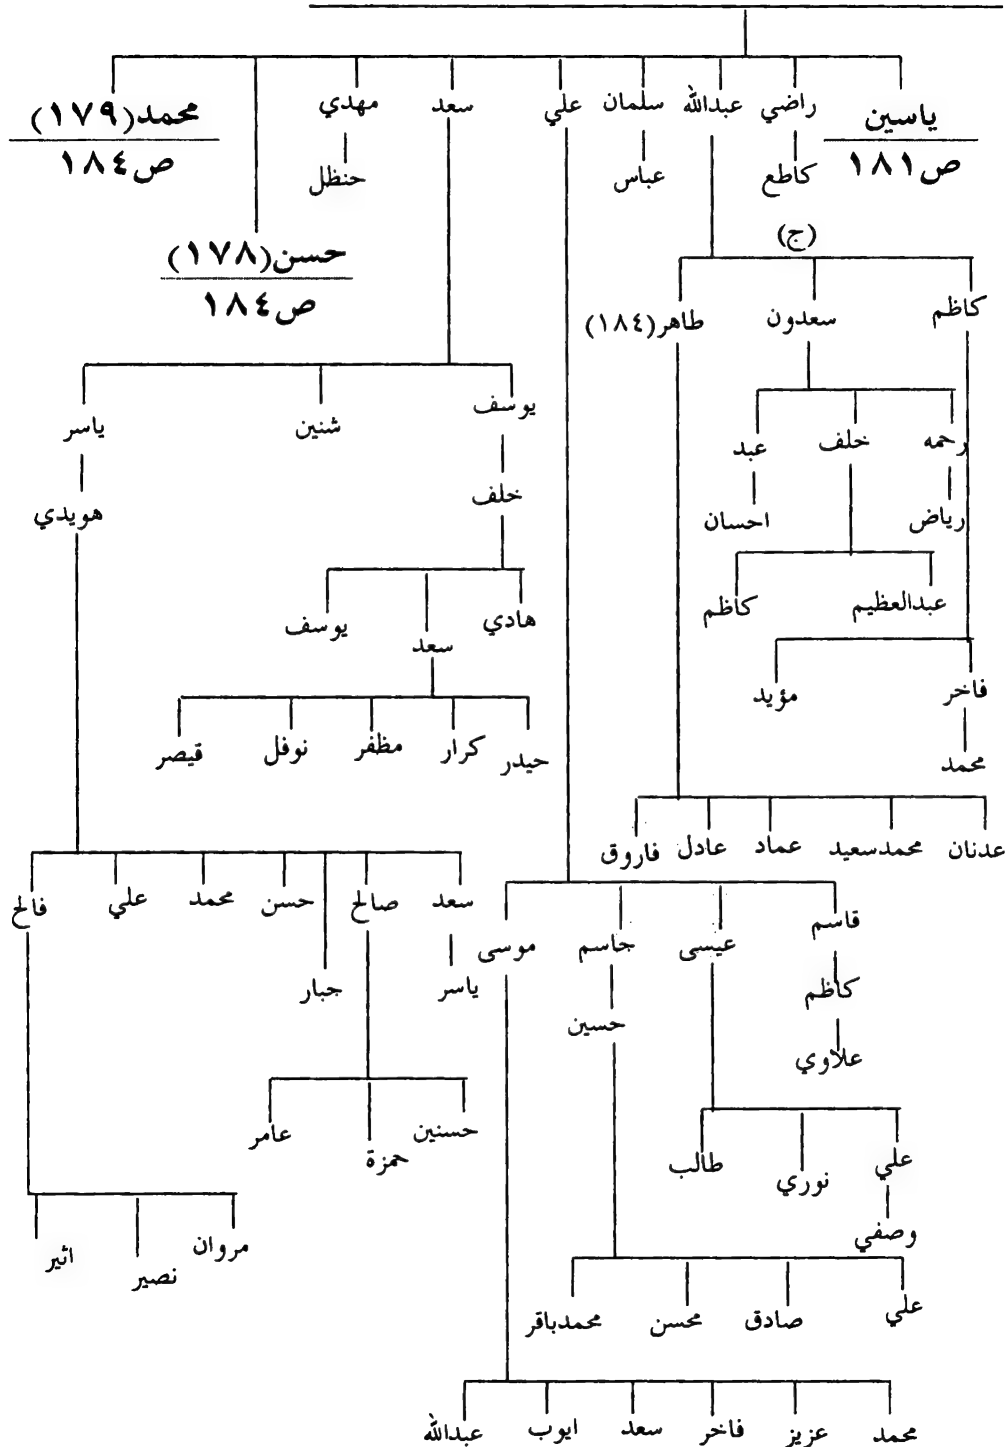 ياسين راضي عبدالله سلمان علي سعد مهدي محمد (١٧٩)
ص١٨١ كاطع عباس حنظل ص١٨٤
(ج) حسن (١٧٨)
ص١٨٤
كاظم سعدون طاهر (١٨٤)
يوسف شنين ياسر
رحمه خلف عبد
خلف هويدي
رياض احسان
عبدالعظيم كاظم
هادي سعد يوسف
فاخر مؤيد
حيدر كرار مظفر نوفل قيصر
محمد
عدنان محمدسعيد عماد عادل فاروق
سعد صالح حسن محمد علي فالح
قاسم عيسى جاسم موسى
ياسر جبار
كاظم
حسين
علاوي
حسنين حمزة عامر
علي نوري طالب
وصفي
مروان نصير اثير
علي صادق محسن محمدباقر
محمد عزيز فاخر سعد ايوب عبدالله